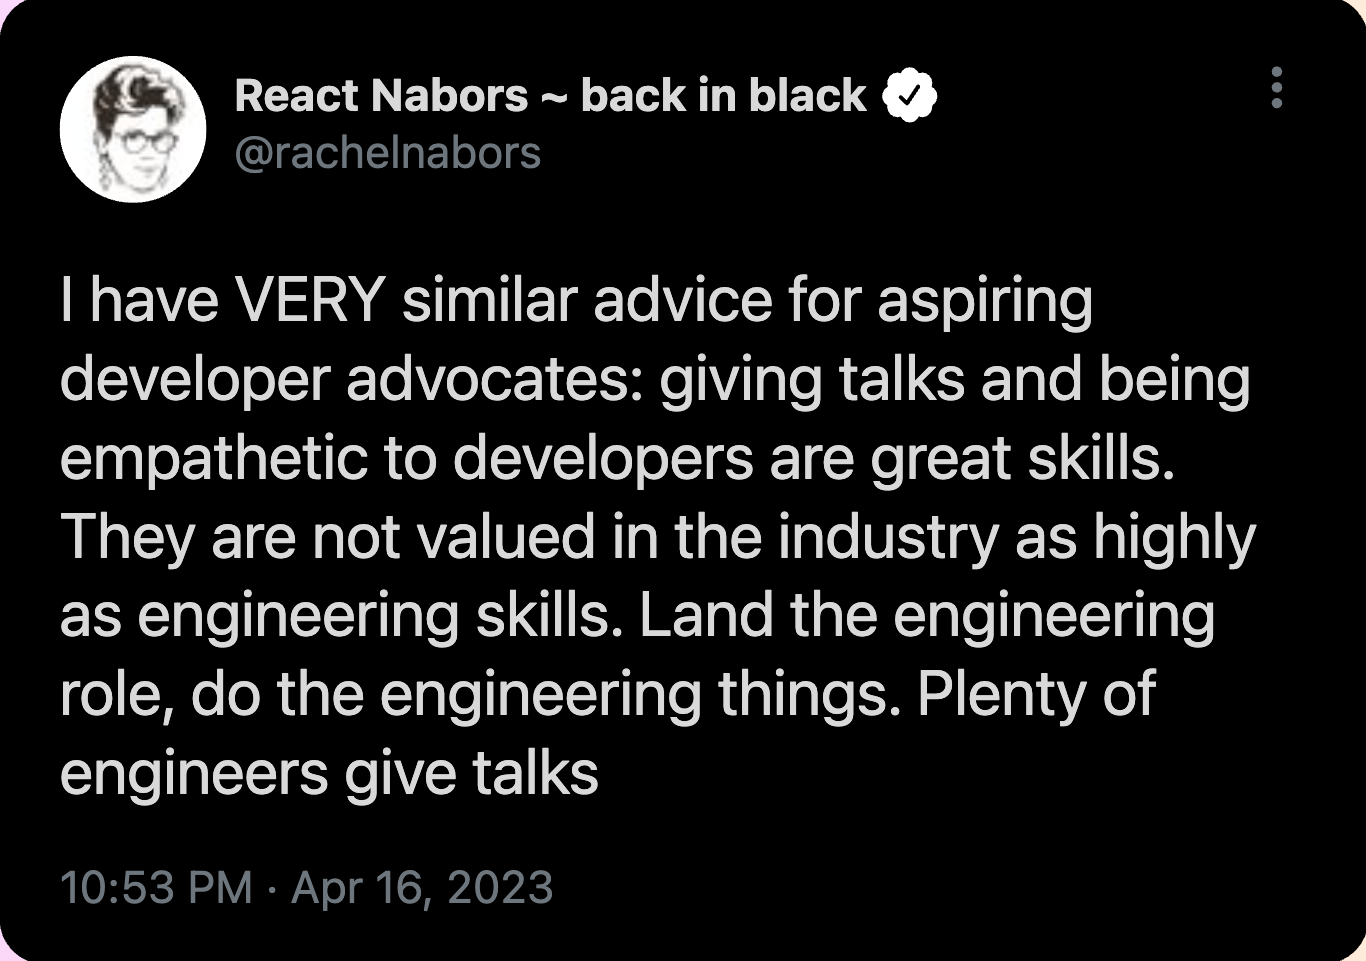 React Nabors ~ back in black
@rachelnabors
I have VERY similar advice for aspiring
developer advocates: giving talks and being
empathetic to developers are great skills.
They are not valued in the industry as highly
as engineering skills. Land the engineering
role, do the engineering things. Plenty of
engineers give talks
10:53 PM · Apr 16, 2023